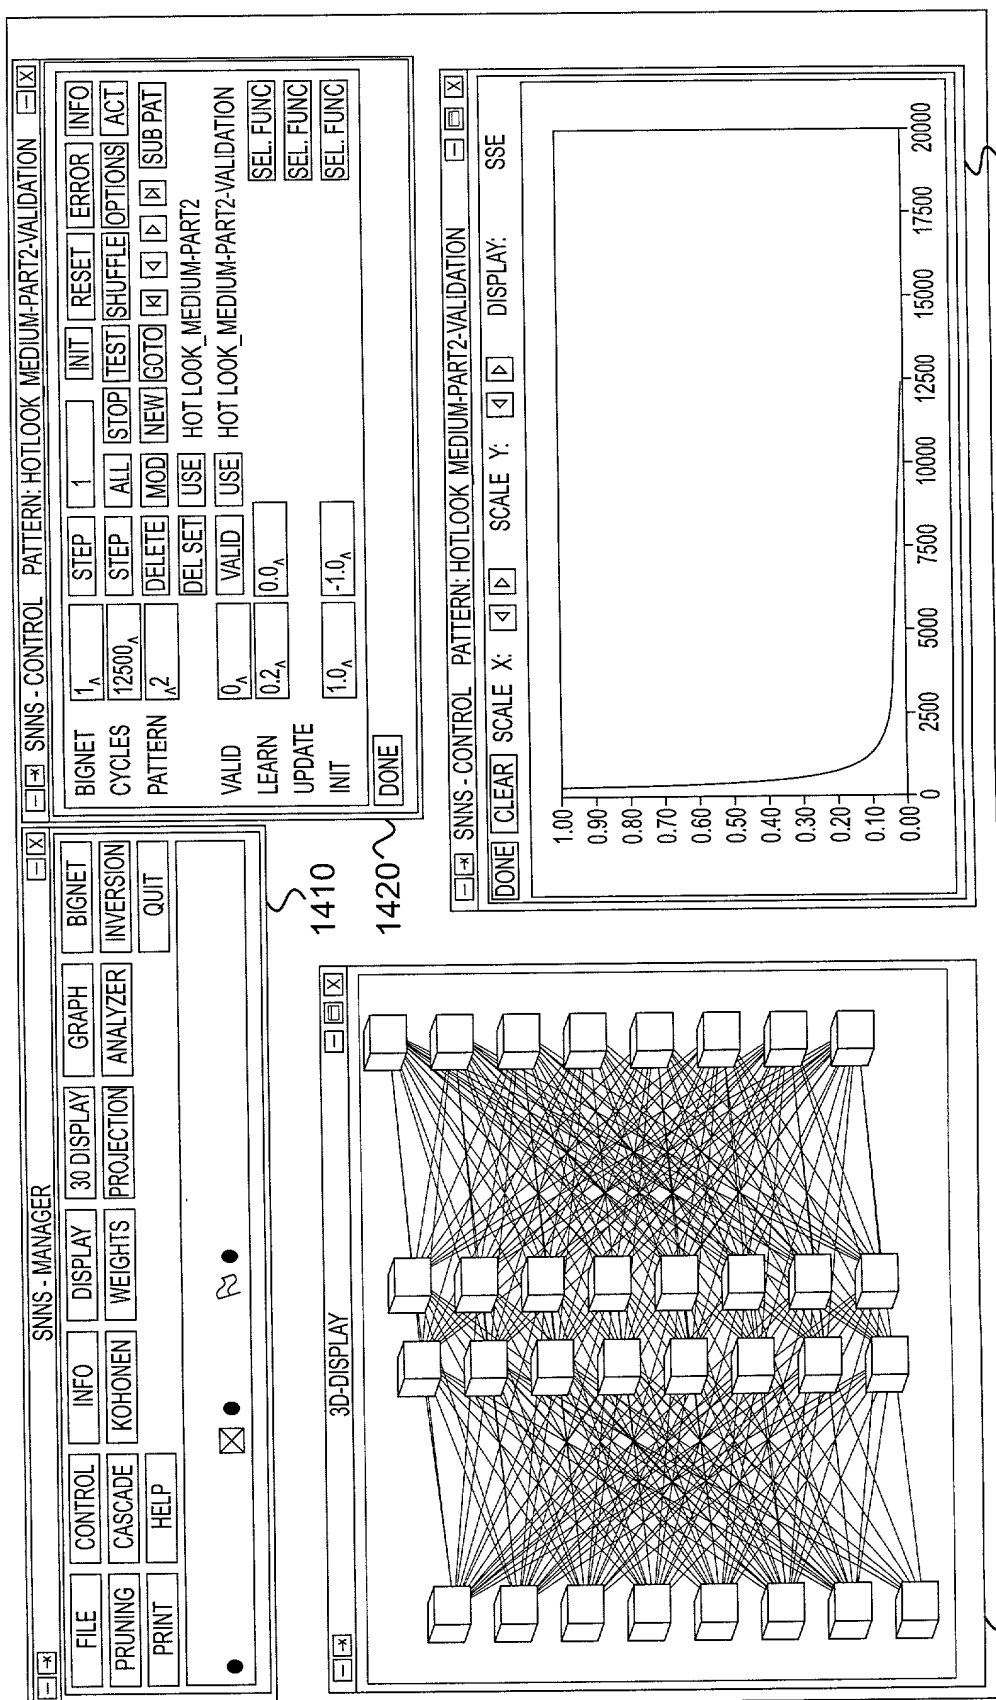 SNNS - MANAGER
FILE CONTROL INFO DISPLAY 30 DISPLAY GRAPH BIGNET
PRUNING CASCADE KOHONEN WEIGHTS PROJECTION ANALYZER INVERSION
PRINT HELP QUIT
1410
SNNS - CONTROL PATTERN: HOTLOOK_MEDIUM-PART2-VALIDATION
BIGNET 1 STEP 1 INIT RESET ERROR INFO
CYCLES 12500 STEP ALL STOP TEST SHUFFLE OPTIONS ACT.
PATTERN 2 DELETE MOD NEW GOTO SUB PAT
DEL SET USE HOT LOOK_MEDIUM-PART2
VALID 0 VALID USE HOT LOOK_MEDIUM-PART2-VALIDATION
LEARN 0.2 0.0 SEL. FUNC
UPDATE SEL. FUNC
INIT 1.0 -1.0 SEL. FUNC
DONE
1420
3D-DISPLAY
SNNS - CONTROL PATTERN: HOTLOOK_MEDIUM-PART2-VALIDATION
DONE CLEAR SCALE X: SCALE Y: DISPLAY: SSE
1.00
0.90
0.80
0.70
0.60
0.50
0.40
0.30
0.20
0.10
0.00
0 2500 5000 7500 10000 12500 15000 17500 20000